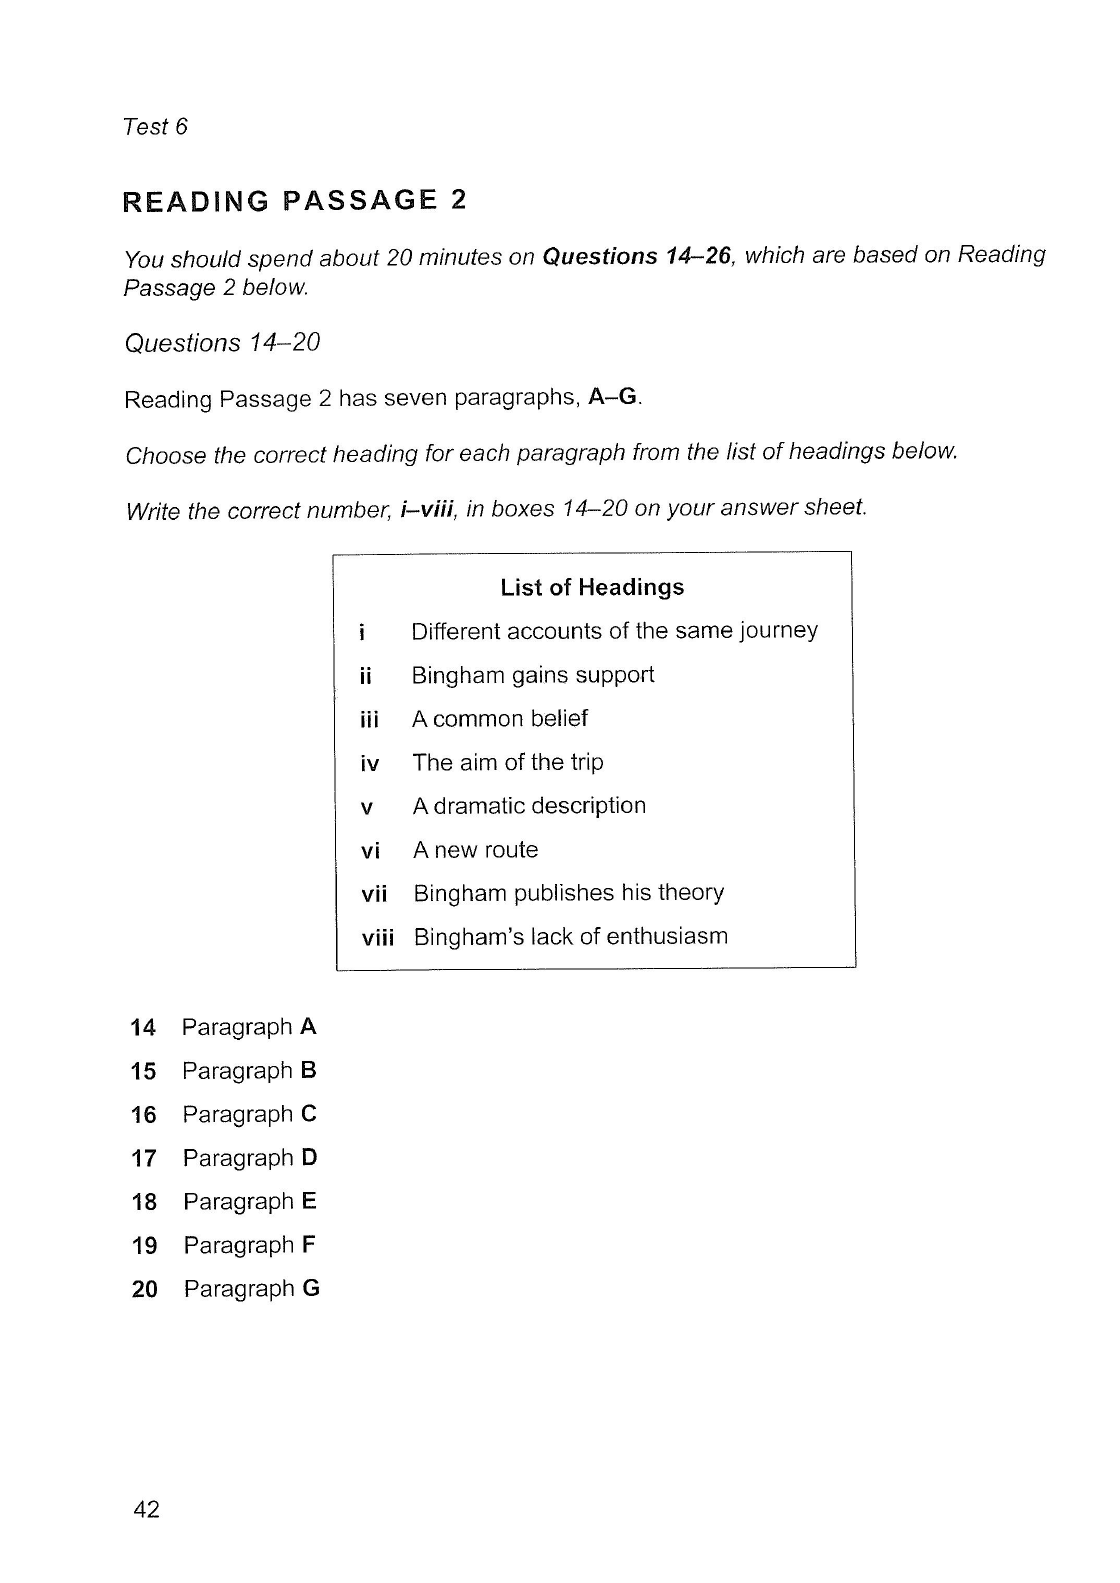 Test 6
READING PASSAGE 2
You should spend about 20 minutes on Questions 14–26, which are based on Reading
Passage 2 below.
Questions 14–20
Reading Passage 2 has seven paragraphs, A–G.
Choose the correct heading for each paragraph from the list of headings below.
Write the correct number, i–viii, in boxes 14–20 on your answer sheet.
List of Headings
i Different accounts of the same journey
ii Bingham gains support
iii A common belief
iv The aim of the trip
v A dramatic description
vi A new route
vii Bingham publishes his theory
viii Bingham's lack of enthusiasm
14 Paragraph A
15 Paragraph B
16 Paragraph C
17 Paragraph D
18 Paragraph E
19 Paragraph F
20 Paragraph G
42